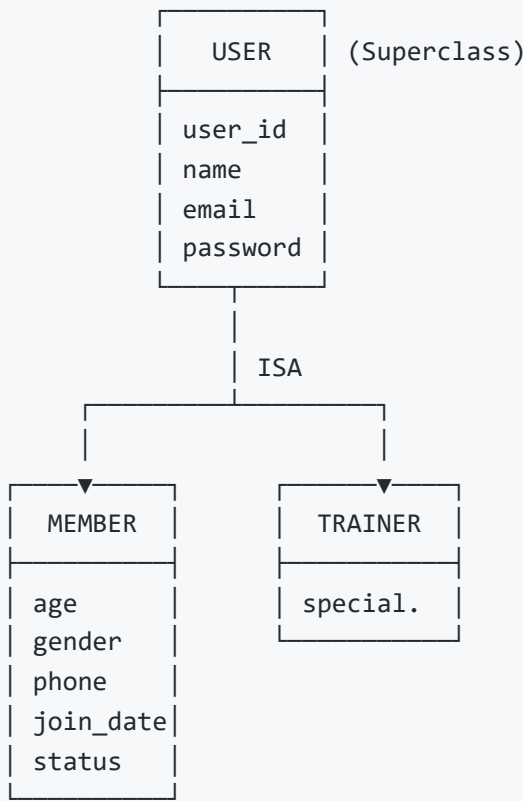 USER (Superclass)
user_id
name
email
password
ISA
MEMBER
age
gender
phone
join_date
status
TRAINER
special.